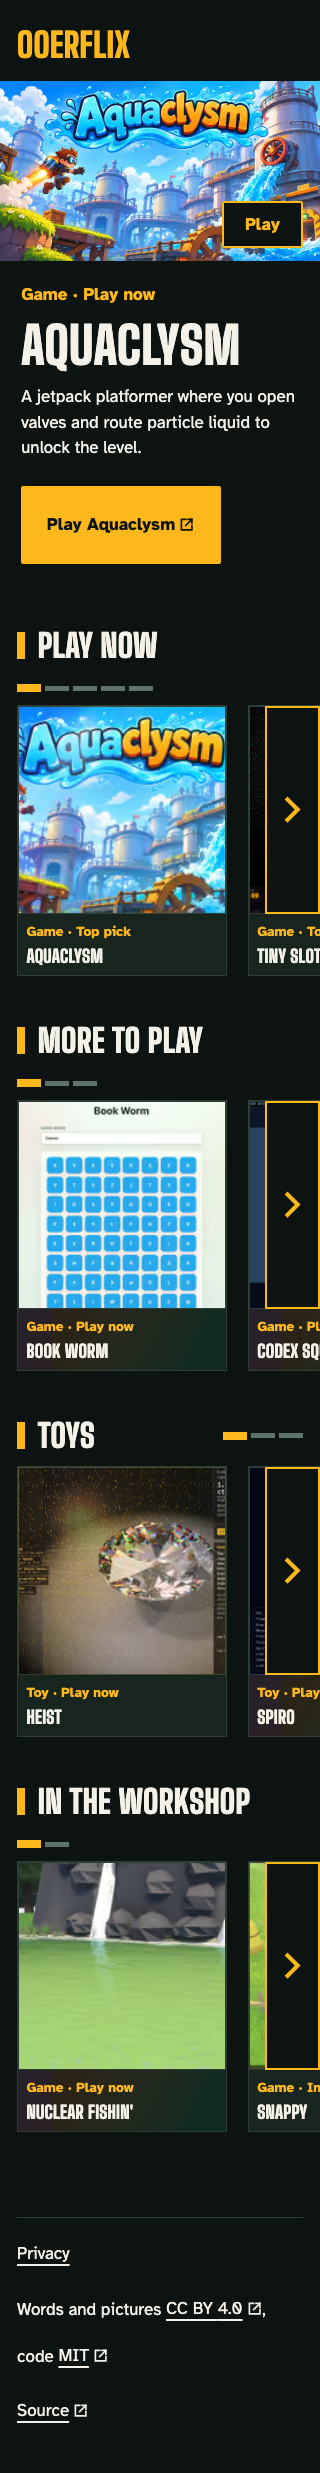 OOERFLIX
Aquaclysm
Play
Game · Play now
AQUACLYSM
A jetpack platformer where you open
valves and route particle liquid to
unlock the level.
Play Aquaclysm
PLAY NOW
Aquaclysm
Game · Top pick
AQUACLYSM
Game · To
TINY SLOT
MORE TO PLAY
Book Worm
Game · Play now
BOOK WORM
Game · Pl
CODEX SQ
TOYS
Toy · Play now
HEIST
Toy · Play
SPIRO
IN THE WORKSHOP
Game · Play now
NUCLEAR FISHIN'
Game · In
SNAPPY
Privacy
Words and pictures CC BY 4.0,
code MIT
Source